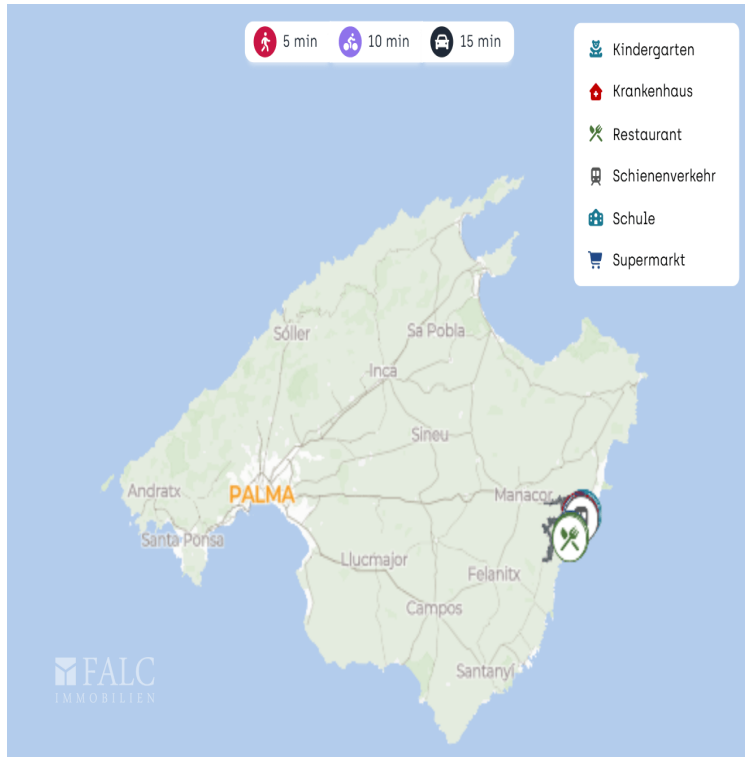 5 min
10 min
15 min
Kindergarten
Krankenhaus
Restaurant
Schienenverkehr
Schule
Supermarkt
Sóller
Sa Pobla
Inca
Sineu
Andratx
PALMA
Manacor
Santa Ponsa
Llucmajor
Felanitx
Campos
Santanyí
FALC
IMMOBILIEN